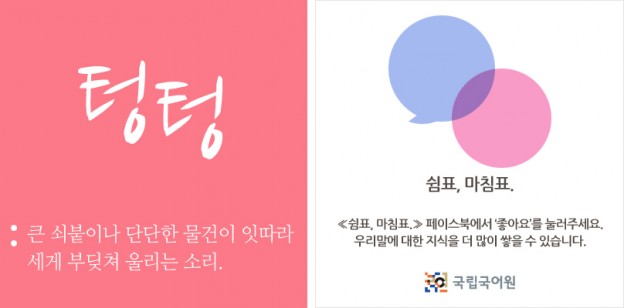 텅텅
: 큰 쇠붙이나 단단한 물건이 잇따라
세게 부딪쳐 울리는 소리.
쉼표, 마침표.
≪쉼표, 마침표.≫ 페이스북에서 '좋아요'를 눌러주세요.
우리말에 대한 지식을 더 많이 쌓을 수 있습니다.
국립국어원